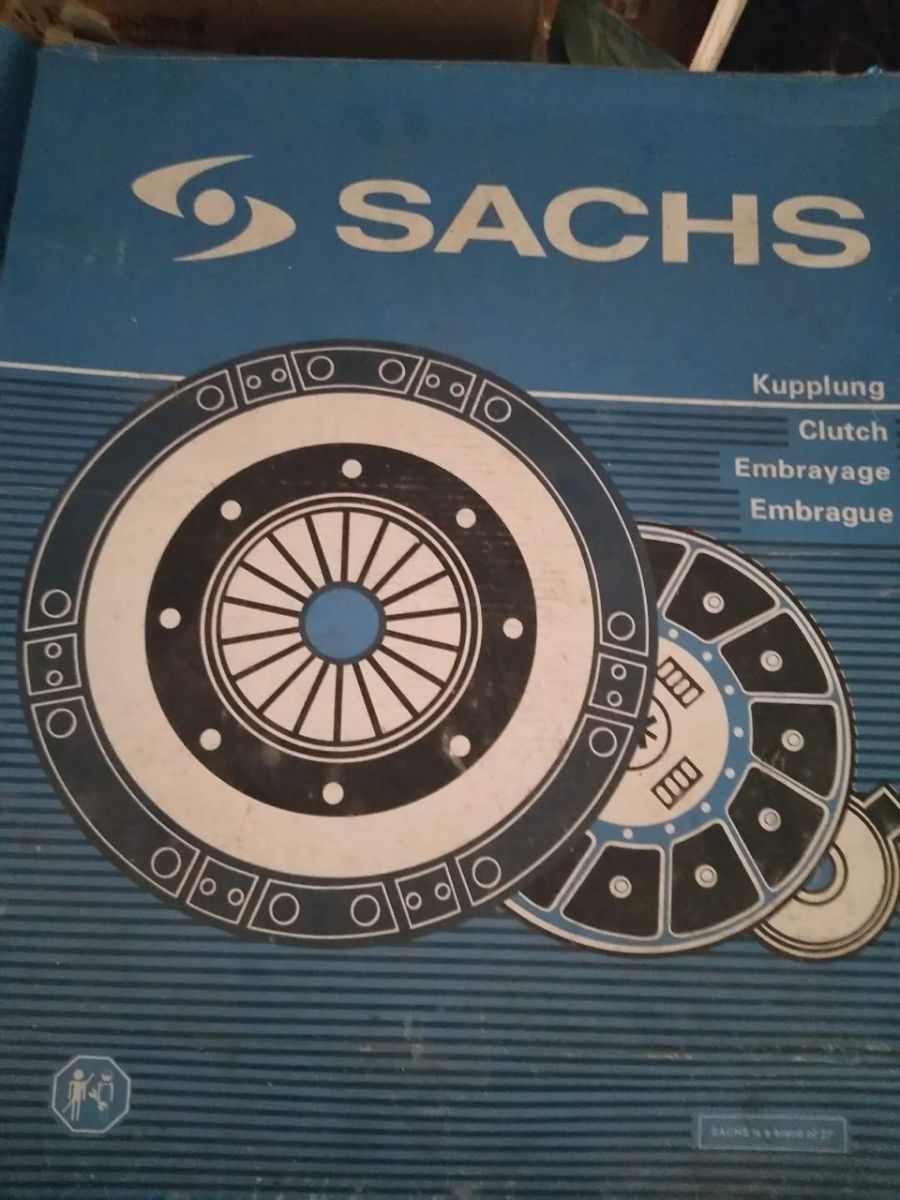 SACHS
Kupplung
Clutch
Embrayage
Embrague
SACHS is a brand of ZF